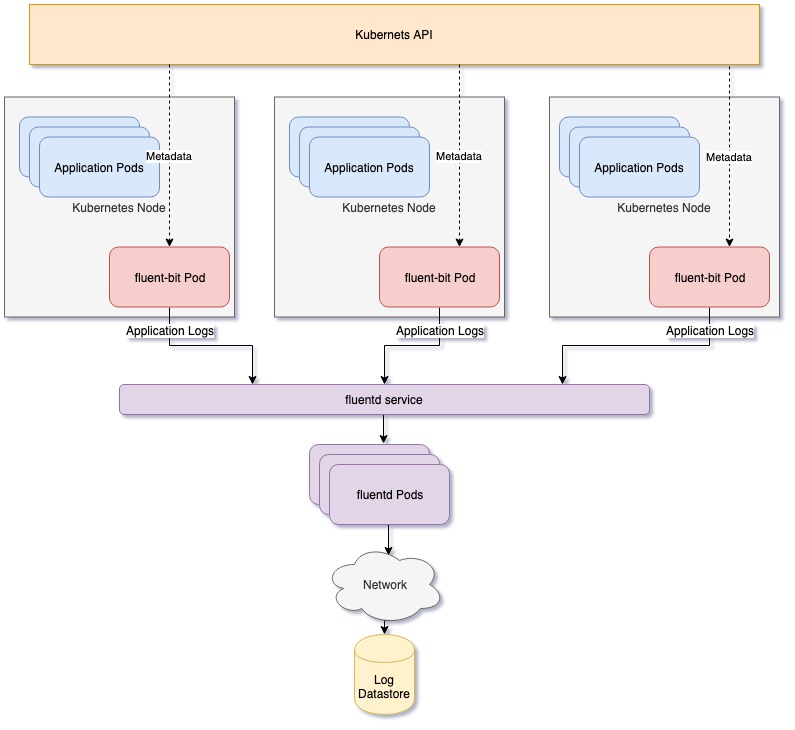 Kubernets API
Metadata
Metadata
Metadata
Application Pods
Application Pods
Application Pods
Kubernetes Node
Kubernetes Node
Kubernetes Node
fluent-bit Pod
fluent-bit Pod
fluent-bit Pod
Application Logs
Application Logs
Application Logs
fluentd service
fluentd Pods
Network
Log
Datastore